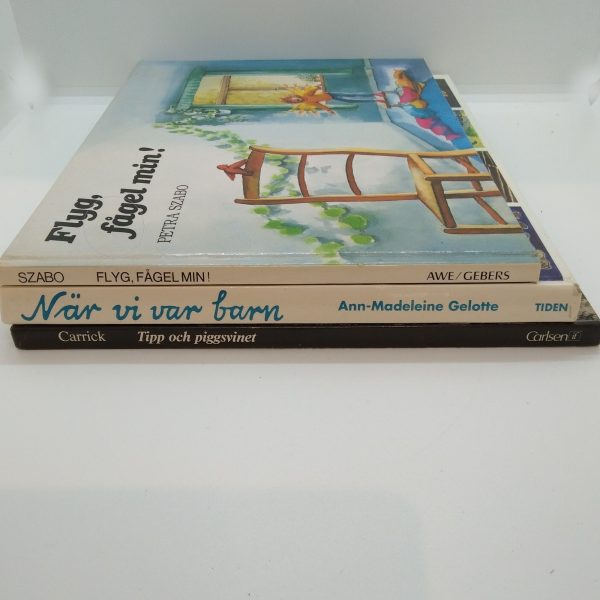 Flyg,
fågel min!
PETRA SZABO
SZABO FLYG, FÅGEL MIN! AWE/GEBERS
När vi var barn Ann-Madeleine Gelotte TIDEN
Carrick Tipp och piggsvinet Carlsen if